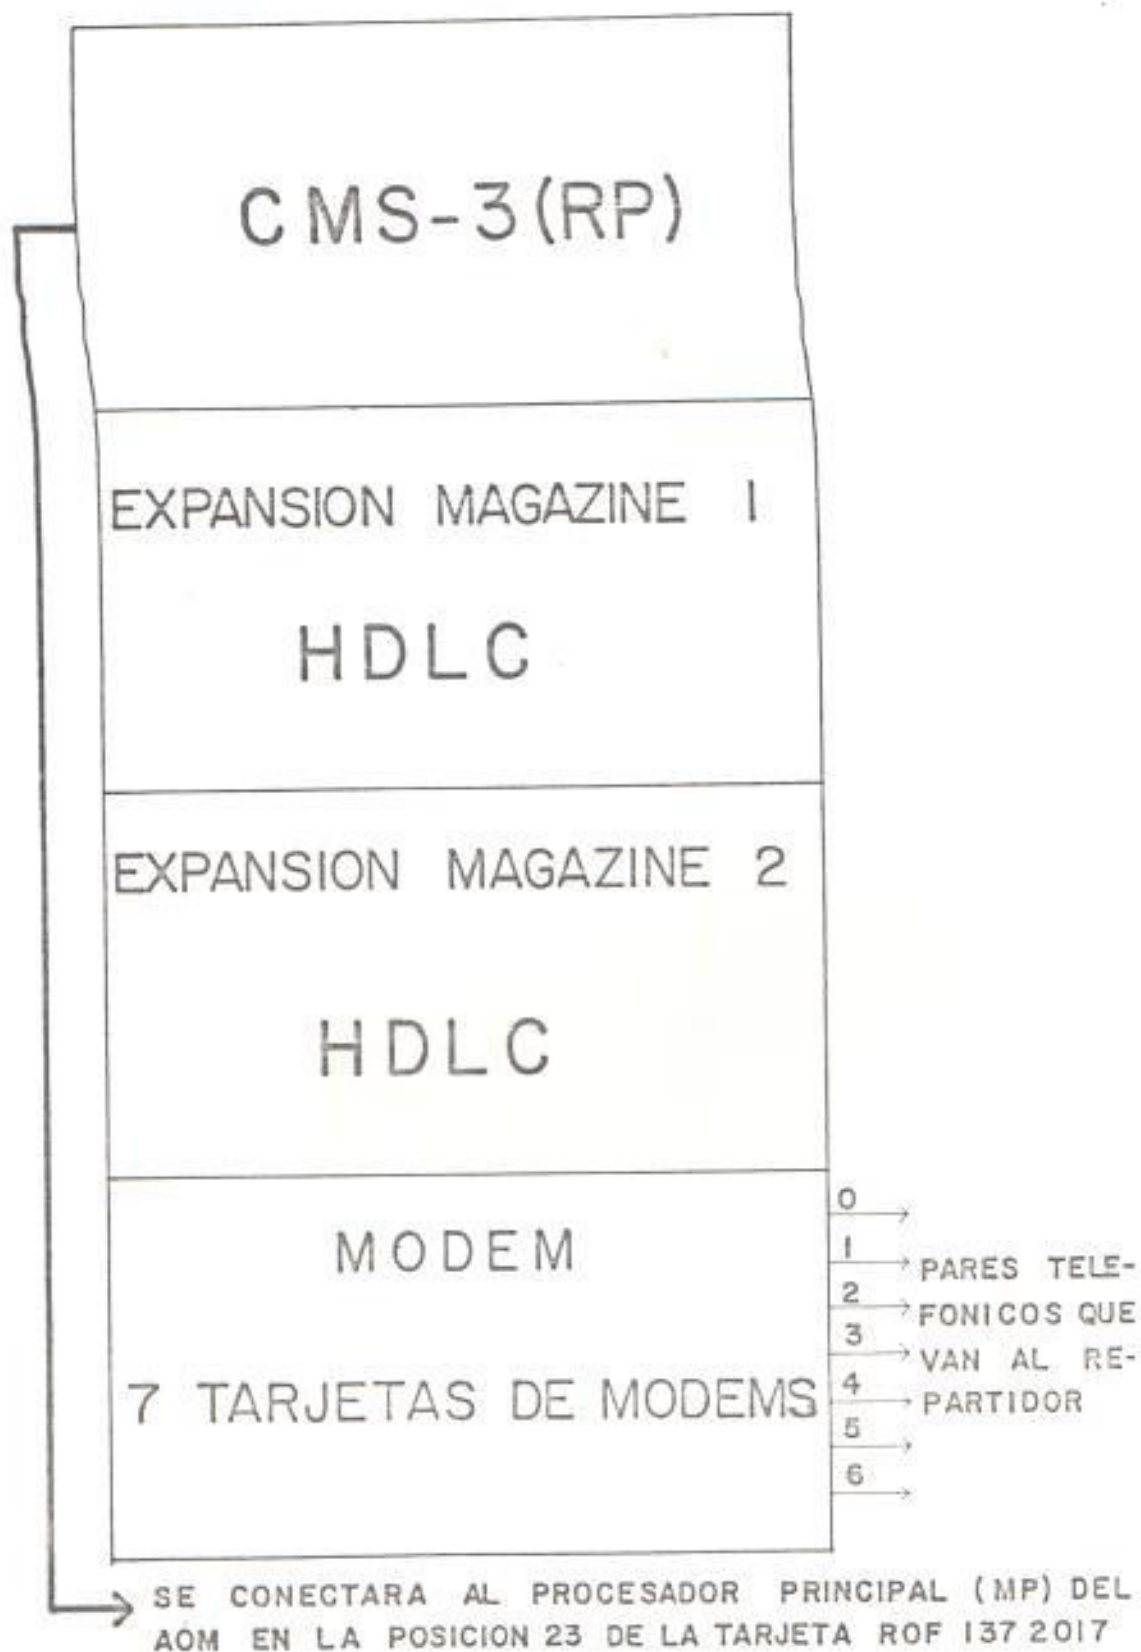 CMS-3(RP)
EXPANSION MAGAZINE 1
HDLC
EXPANSION MAGAZINE 2
HDLC
MODEM
7 TARJETAS DE MODEMS
0
1
2
3
4
5
6
PARES TELE-
FONICOS QUE
VAN AL RE-
PARTIDOR
SE CONECTARA AL PROCESADOR PRINCIPAL (MP) DEL
AOM EN LA POSICION 23 DE LA TARJETA ROF 137 2017